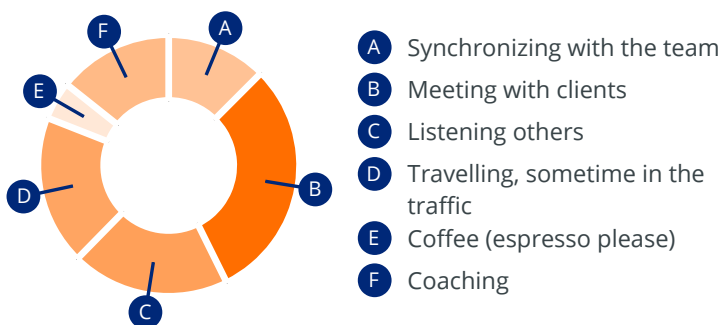 F
A
E
B
D
C
A Synchronizing with the team
B Meeting with clients
C Listening others
D Travelling, sometime in the
traffic
E Coffee (espresso please)
F Coaching